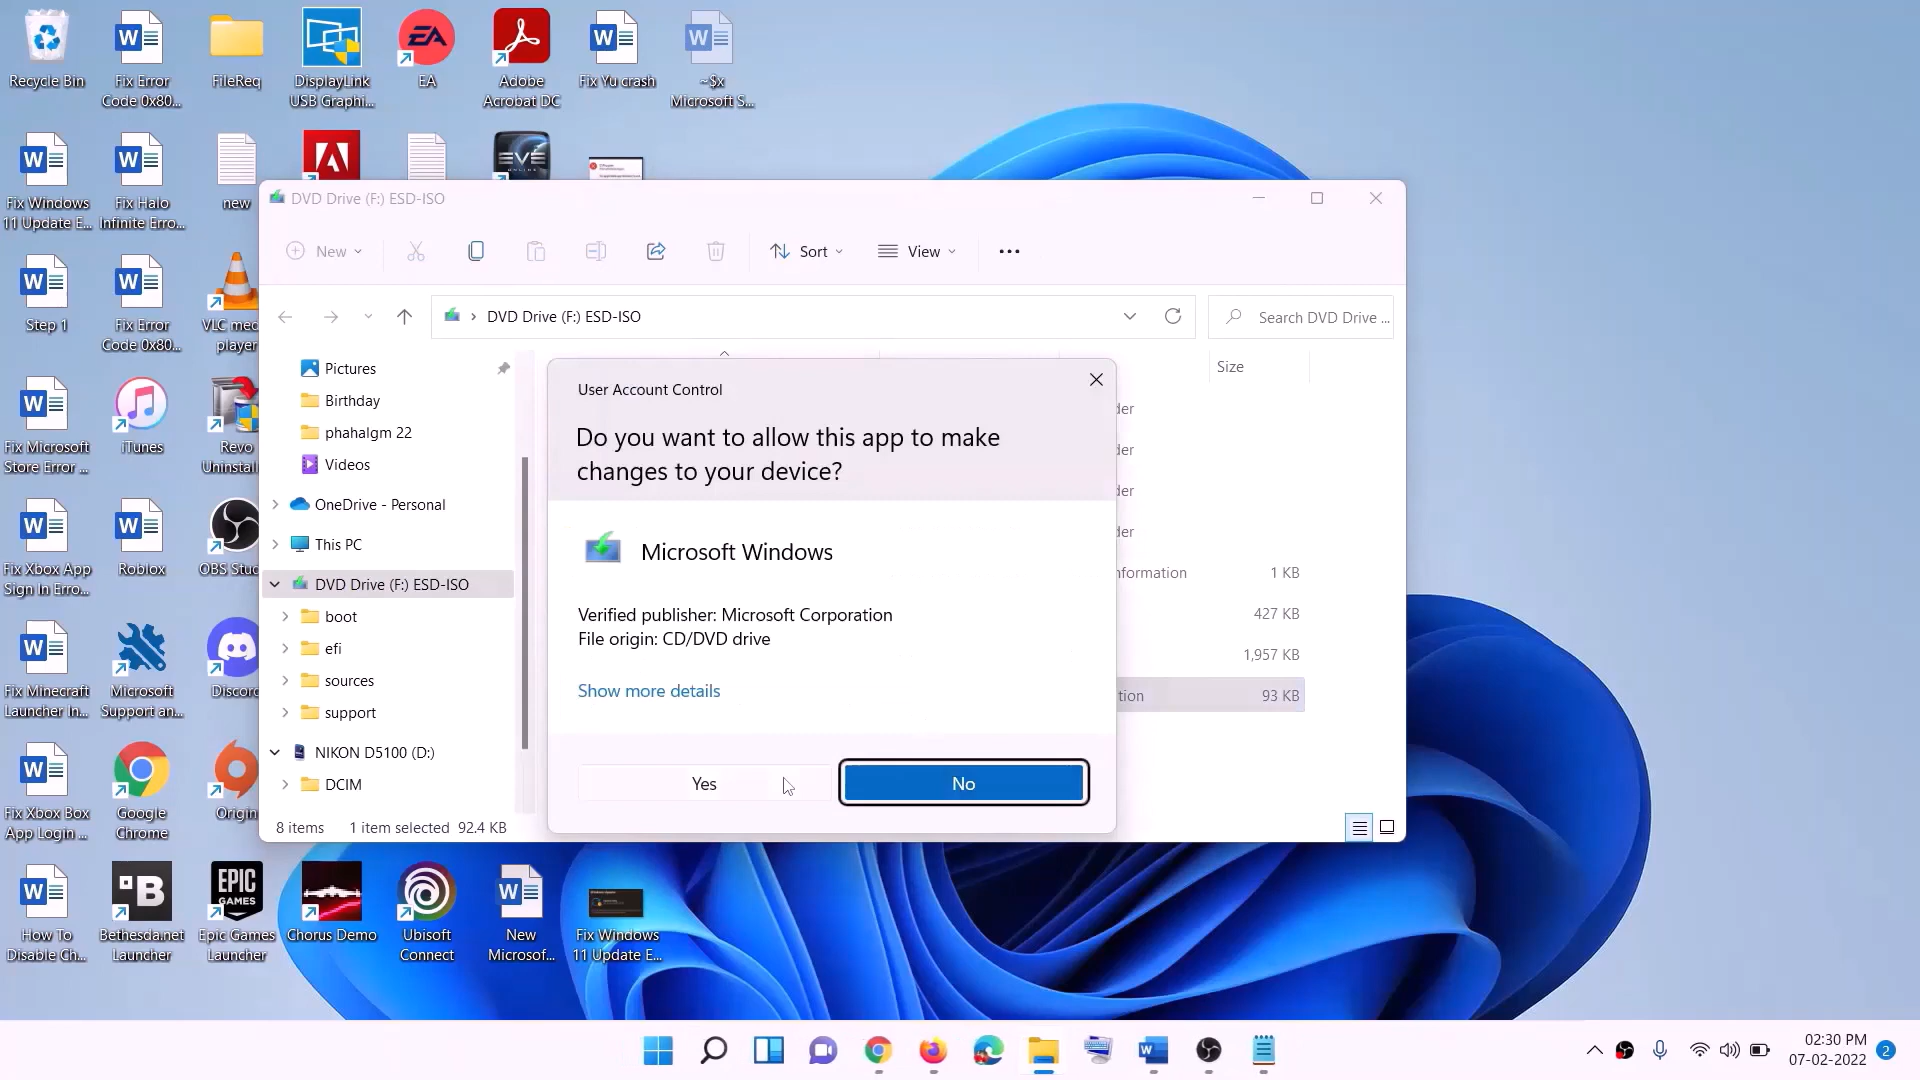 Recycle Bin
Fix Error
Code 0x80...
FileReq
DisplayLink
USB Graphi...
EA
Adobe
Acrobat DC
Fix Yu crash
~$x
Microsoft S...
Fix Windows
11 Update E...
Fix Halo
Infinite Erro...
new
EVE
ONLINE
DVD Drive (F:) ESD-ISO
New
Sort
View
DVD Drive (F:) ESD-ISO
Search DVD Drive ...
Step 1
Fix Error
Code 0x80...
VLC med
player
Pictures
Birthday
phahalgm 22
Videos
OneDrive - Personal
This PC
DVD Drive (F:) ESD-ISO
boot
efi
sources
support
NIKON D5100 (D:)
DCIM
Size
der
der
der
der
nformation
1 KB
427 KB
1,957 KB
tion
93 KB
User Account Control
Do you want to allow this app to make
changes to your device?
Microsoft Windows
Verified publisher: Microsoft Corporation
File origin: CD/DVD drive
Show more details
Yes
No
8 items
1 item selected 92.4 KB
Fix Microsoft
Store Error ...
iTunes
Revo
Uninstall
Fix Xbox App
Sign In Erro...
Roblox
OBS Stud
Fix Minecraft
Launcher In...
Microsoft
Support an...
Discord
Fix Xbox Box
App Login ...
Google
Chrome
Origin
EPIC
GAMES
How To
Disable Ch...
Bethesda.net
Launcher
Epic Games
Launcher
Chorus Demo
Ubisoft
Connect
New
Microsof...
Fix Windows
11 Update E...
02:30 PM
07-02-2022
2